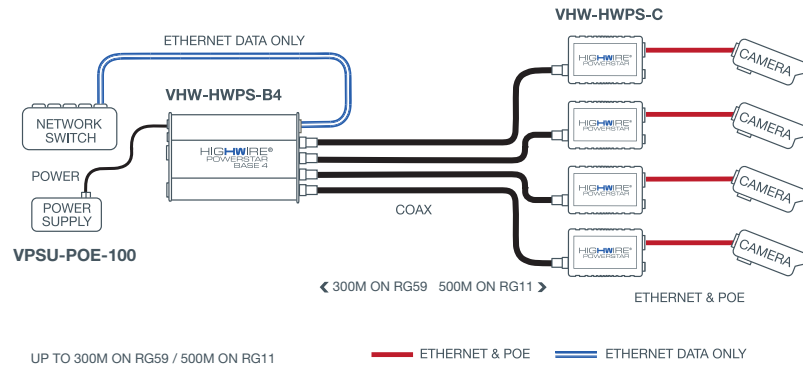 VHW-HWPS-C
ETHERNET DATA ONLY
HIGHWIRE
POWERSTAR
CAMERA
VHW-HWPS-B4
NETWORK
SWITCH
HIGHWIRE®
POWERSTAR
BASE 4
HIGHWIRE®
POWERSTAR
CAMERA
POWER
HIGHWIRE®
POWERSTAR
CAMERA
POWER
SUPPLY
COAX
VPSU-POE-100
HIGHWIRE®
POWERSTAR
CAMERA
< 300M ON RG59 500M ON RG11 >
ETHERNET & POE
UP TO 300M ON RG59 / 500M ON RG11
ETHERNET & POE
ETHERNET DATA ONLY